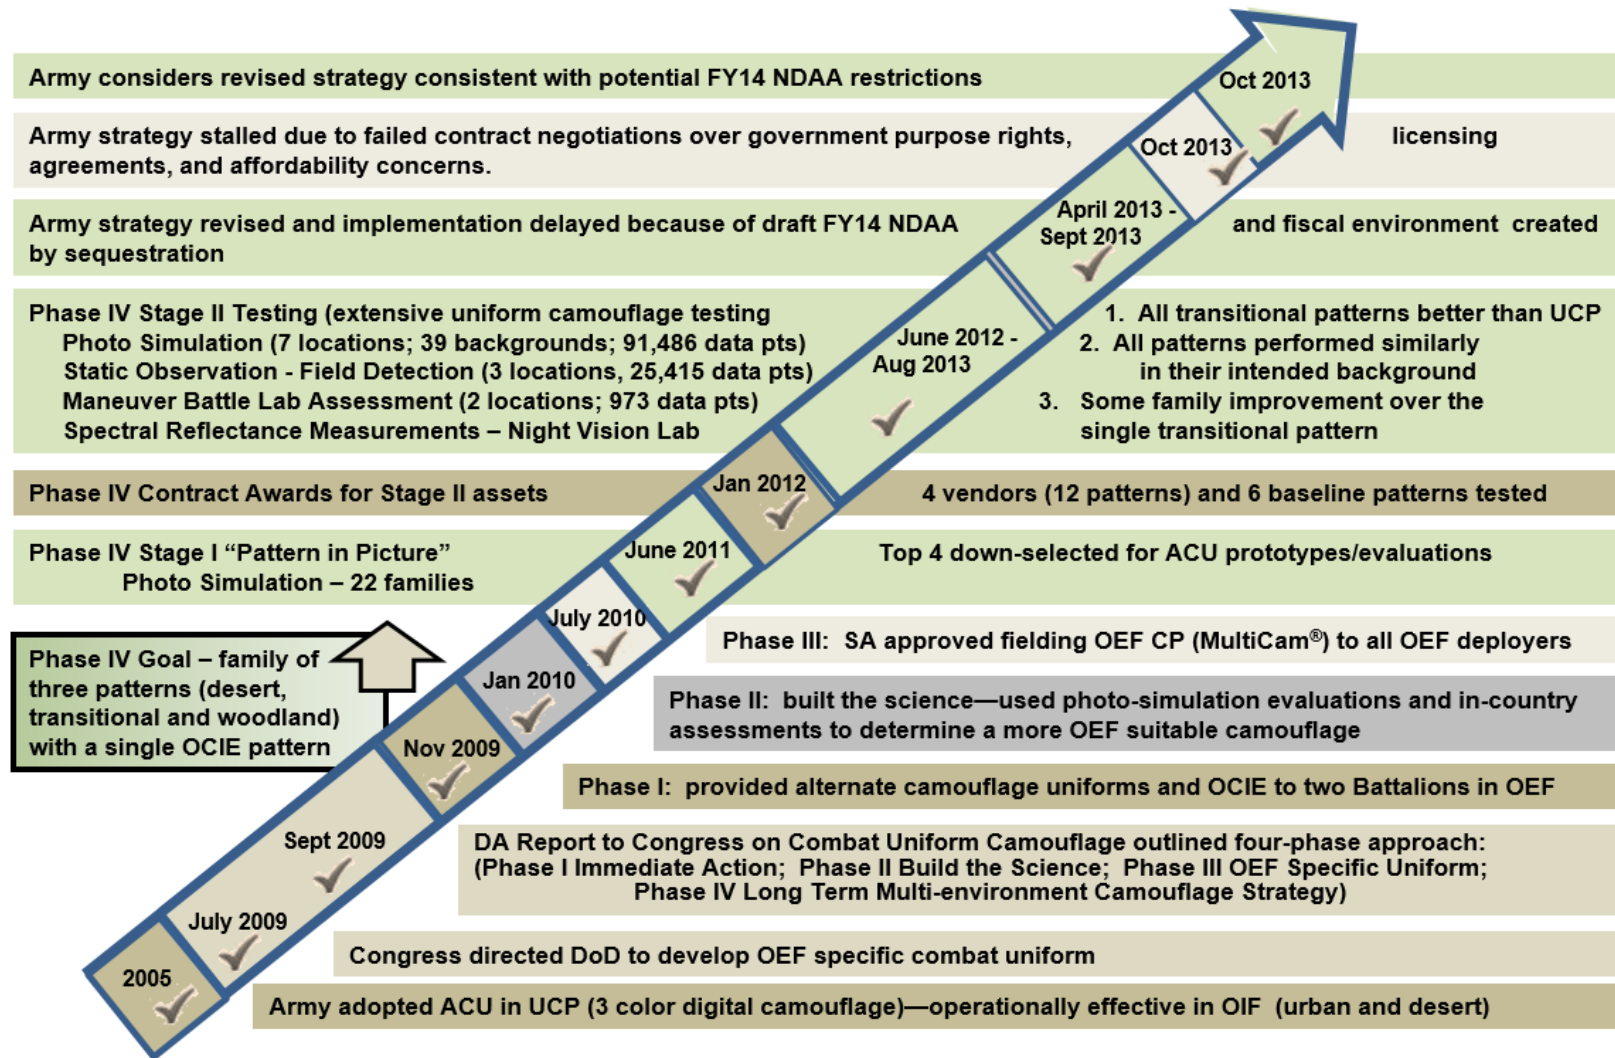 Oct 2013
Army considers revised strategy consistent with potential FY14 NDAA restrictions
Oct 2013
Army strategy stalled due to failed contract negotiations over government purpose rights, licensing
agreements, and affordability concerns.
April 2013 -
Sept 2013
Army strategy revised and implementation delayed because of draft FY14 NDAA and fiscal environment created
by sequestration
June 2012 -
Aug 2013
Phase IV Stage II Testing (extensive uniform camouflage testing
Photo Simulation (7 locations; 39 backgrounds; 91,486 data pts)
Static Observation - Field Detection (3 locations, 25,415 data pts)
Maneuver Battle Lab Assessment (2 locations; 973 data pts)
Spectral Reflectance Measurements – Night Vision Lab
1. All transitional patterns better than UCP
2. All patterns performed similarly
in their intended background
3. Some family improvement over the
single transitional pattern
Jan 2012
Phase IV Contract Awards for Stage II assets
4 vendors (12 patterns) and 6 baseline patterns tested
June 2011
Phase IV Stage I “Pattern in Picture”
Photo Simulation – 22 families
Top 4 down-selected for ACU prototypes/evaluations
July 2010
Phase III: SA approved fielding OEF CP (MultiCam®) to all OEF deployers
Phase IV Goal – family of
three patterns (desert,
transitional and woodland)
with a single OCIE pattern
Jan 2010
Phase II: built the science—used photo-simulation evaluations and in-country
assessments to determine a more OEF suitable camouflage
Nov 2009
Phase I: provided alternate camouflage uniforms and OCIE to two Battalions in OEF
Sept 2009
DA Report to Congress on Combat Uniform Camouflage outlined four-phase approach:
(Phase I Immediate Action; Phase II Build the Science; Phase III OEF Specific Uniform;
Phase IV Long Term Multi-environment Camouflage Strategy)
July 2009
Congress directed DoD to develop OEF specific combat uniform
2005
Army adopted ACU in UCP (3 color digital camouflage)—operationally effective in OIF (urban and desert)